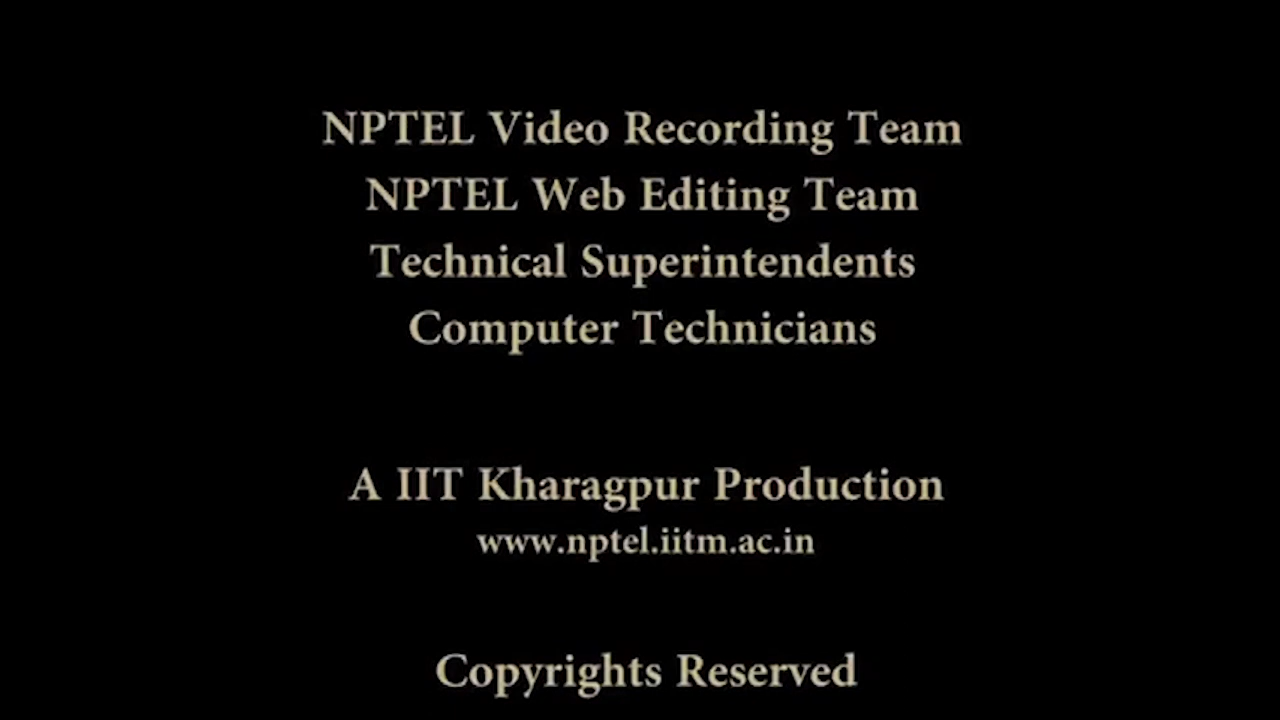 NPTEL Video Recording Team
NPTEL Web Editing Team
Technical Superintendents
Computer Technicians
A IIT Kharagpur Production
www.nptel.iitm.ac.in
Copyrights Reserved